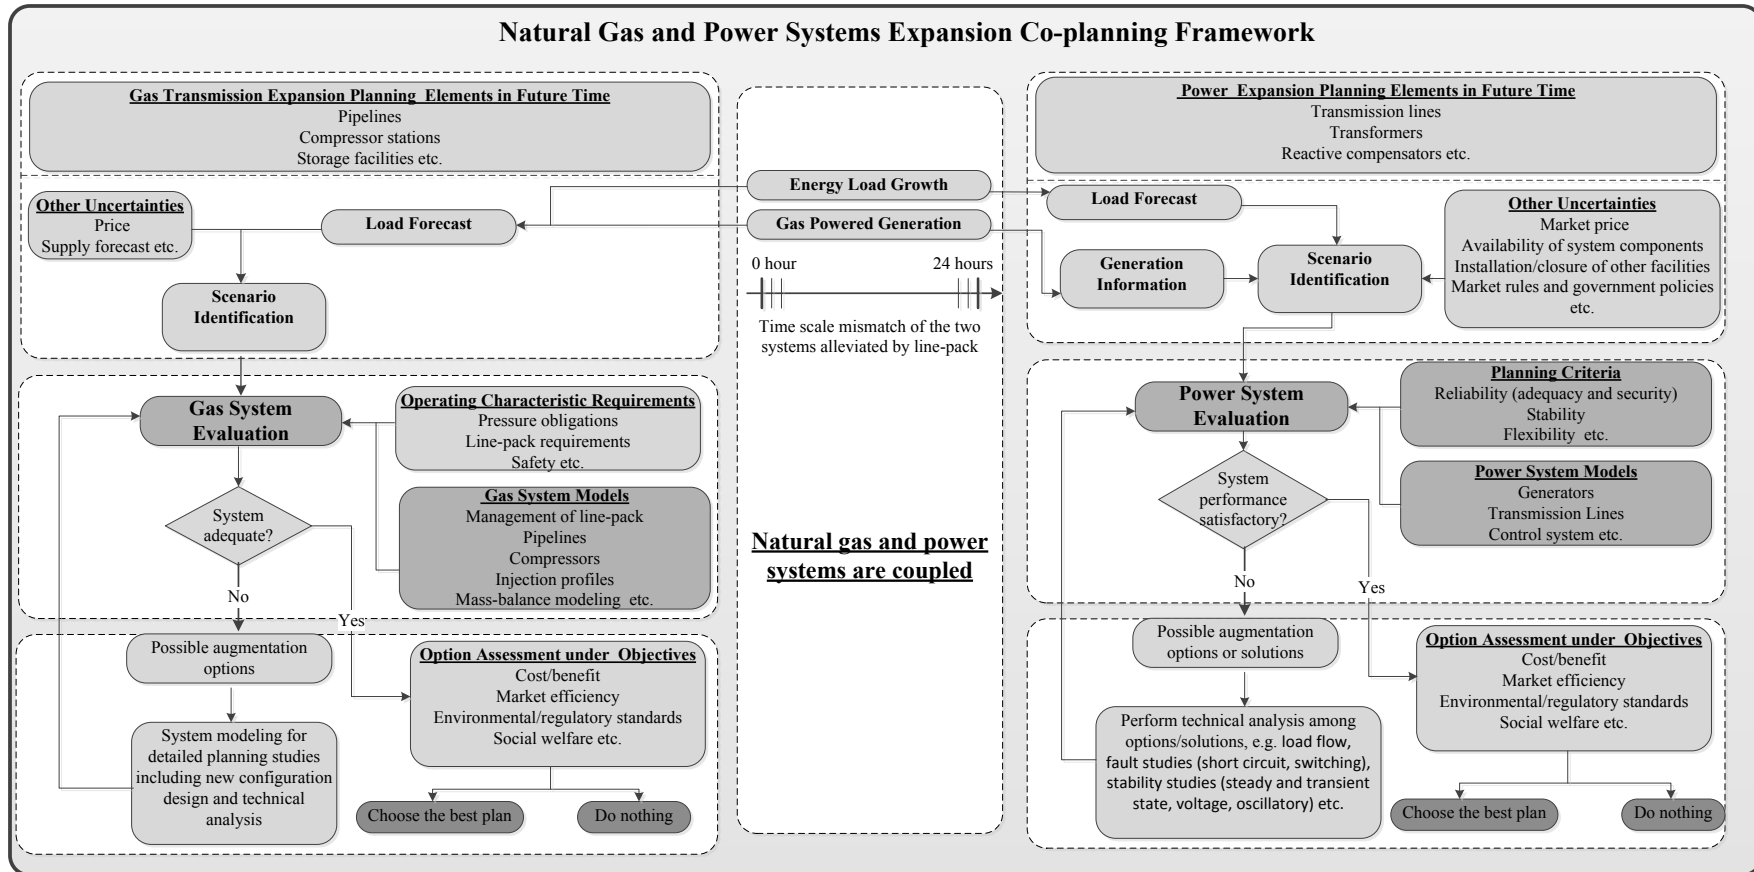 Natural Gas and Power Systems Expansion Co-planning Framework
Gas Transmission Expansion Planning Elements in Future Time
Pipelines
Compressor stations
Storage facilities etc.
Other Uncertainties
Price
Supply forecast etc.
Load Forecast
Scenario
Identification
Gas System
Evaluation
Operating Characteristic Requirements
Pressure obligations
Line-pack requirements
Safety etc.
Gas System Models
Management of line-pack
Pipelines
Compressors
Injection profiles
Mass-balance modeling etc.
System
adequate?
No
Yes
Possible augmentation
options
System modeling for
detailed planning studies
including new configuration
design and technical
analysis
Option Assessment under Objectives
Cost/benefit
Market efficiency
Environmental/regulatory standards
Social welfare etc.
Choose the best plan
Do nothing
Energy Load Growth
Gas Powered Generation
0 hour
24 hours
Time scale mismatch of the two
systems alleviated by line-pack
Natural gas and power
systems are coupled
Power Expansion Planning Elements in Future Time
Transmission lines
Transformers
Reactive compensators etc.
Load Forecast
Generation
Information
Scenario
Identification
Other Uncertainties
Market price
Availability of system components
Installation/closure of other facilities
Market rules and government policies
etc.
Power System
Evaluation
Planning Criteria
Reliability (adequacy and security)
Stability
Flexibility etc.
Power System Models
Generators
Transmission Lines
Control system etc.
System
performance
satisfactory?
No
Yes
Possible augmentation
options or solutions
Perform technical analysis among
options/solutions, e.g. load flow,
fault studies (short circuit, switching),
stability studies (steady and transient
state, voltage, oscillatory) etc.
Option Assessment under Objectives
Cost/benefit
Market efficiency
Environmental/regulatory standards
Social welfare etc.
Choose the best plan
Do nothing